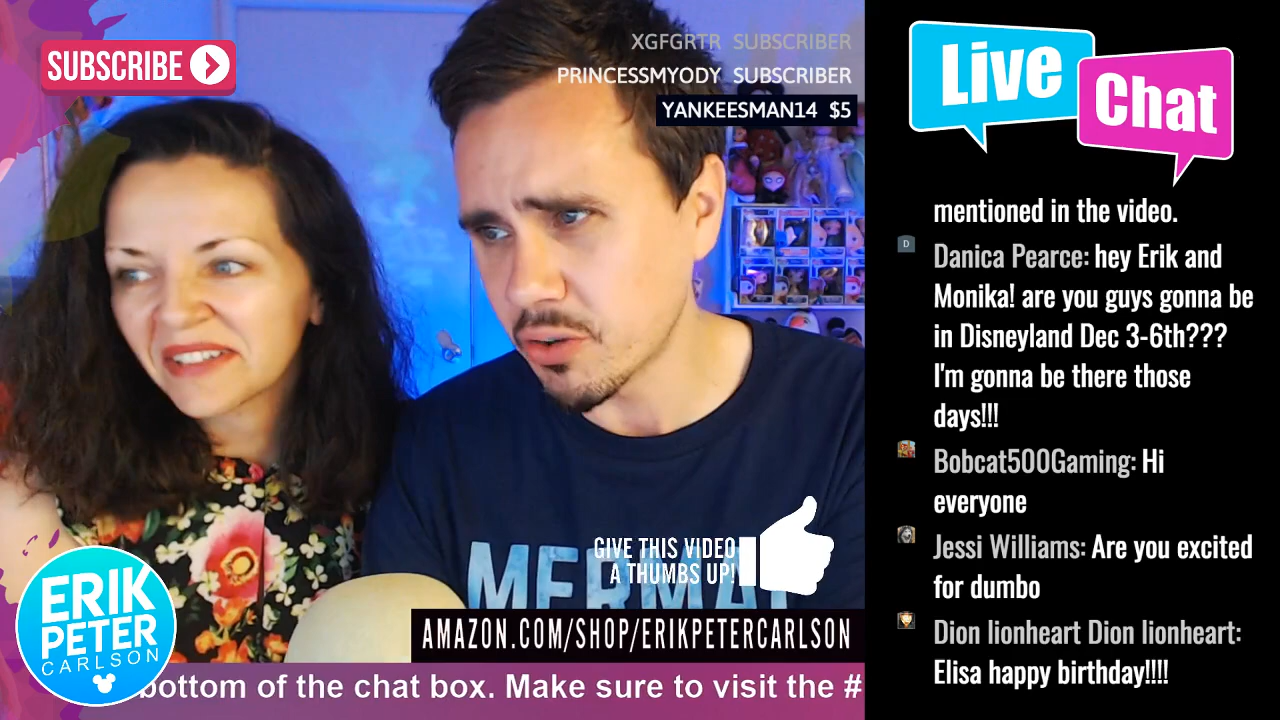 SUBSCRIBE
XGFGRTR SUBSCRIBER
PRINCESSMYODY SUBSCRIBER
YANKEESMAN14 $5
Live
Chat
mentioned in the video.
D
Danica Pearce: hey Erik and
Monika! are you guys gonna be
in Disneyland Dec 3-6th???
I'm gonna be there those
days!!!
Bobcat500Gaming: Hi
everyone
Jessi Williams: Are you excited
for dumbo
Dion lionheart Dion lionheart:
Elisa happy birthday!!!!
GIVE THIS VIDEO
A THUMBS UP!
MERMAI
AMAZON.COM/SHOP/ERIKPETERCARLSON
ERIK
PETER
CARLSON
bottom of the chat box. Make sure to visit the #